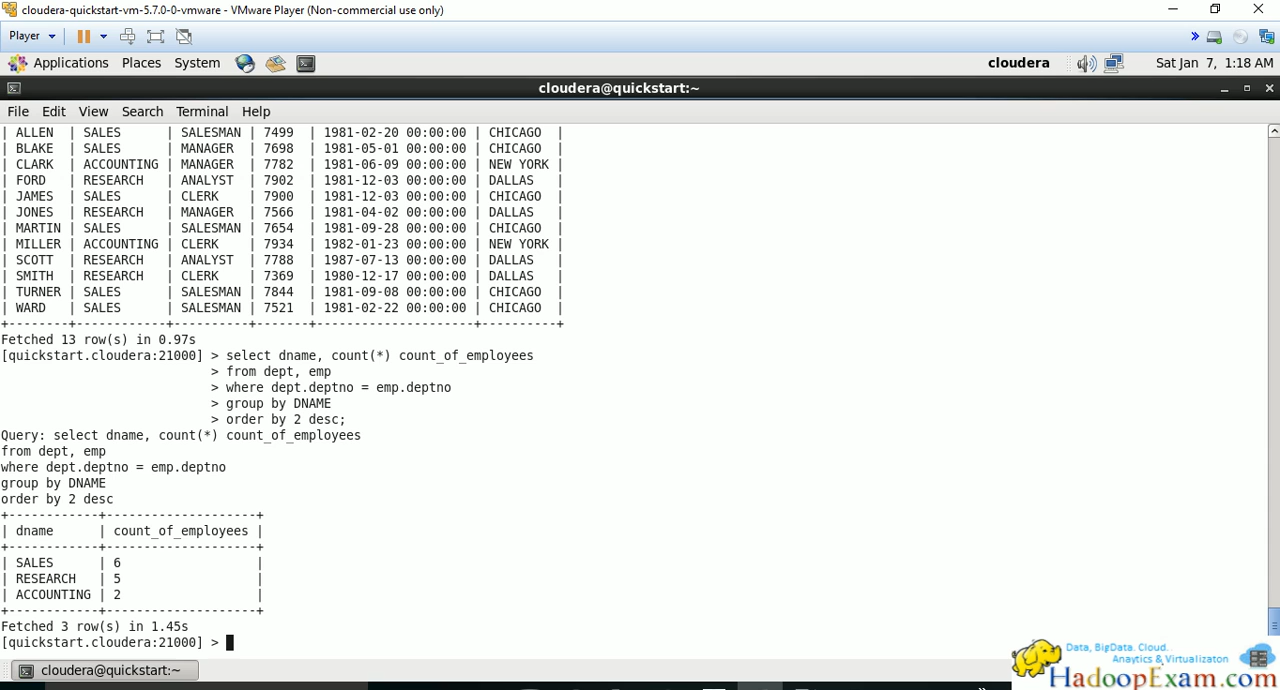 cloudera-quickstart-vm-5.7.0-0-vmware - VMware Player (Non-commercial use only)
Player
Applications Places System cloudera Sat Jan 7, 1:18 AM
cloudera@quickstart:~
File Edit View Search Terminal Help
| ALLEN | SALES | SALESMAN | 7499 | 1981-02-20 00:00:00 | CHICAGO |
| BLAKE | SALES | MANAGER | 7698 | 1981-05-01 00:00:00 | CHICAGO |
| CLARK | ACCOUNTING | MANAGER | 7782 | 1981-06-09 00:00:00 | NEW YORK |
| FORD | RESEARCH | ANALYST | 7902 | 1981-12-03 00:00:00 | DALLAS |
| JAMES | SALES | CLERK | 7900 | 1981-12-03 00:00:00 | CHICAGO |
| JONES | RESEARCH | MANAGER | 7566 | 1981-04-02 00:00:00 | DALLAS |
| MARTIN | SALES | SALESMAN | 7654 | 1981-09-28 00:00:00 | CHICAGO |
| MILLER | ACCOUNTING | CLERK | 7934 | 1982-01-23 00:00:00 | NEW YORK |
| SCOTT | RESEARCH | ANALYST | 7788 | 1987-07-13 00:00:00 | DALLAS |
| SMITH | RESEARCH | CLERK | 7369 | 1980-12-17 00:00:00 | DALLAS |
| TURNER | SALES | SALESMAN | 7844 | 1981-09-08 00:00:00 | CHICAGO |
| WARD | SALES | SALESMAN | 7521 | 1981-02-22 00:00:00 | CHICAGO |
+--------+------------+----------+-------+---------------------+----------+
Fetched 13 row(s) in 0.97s
[quickstart.cloudera:21000] > select dname, count(*) count_of_employees
> from dept, emp
> where dept.deptno = emp.deptno
> group by DNAME
> order by 2 desc;
Query: select dname, count(*) count_of_employees
from dept, emp
where dept.deptno = emp.deptno
group by DNAME
order by 2 desc
+------------+--------------------+
| dname | count_of_employees |
+------------+--------------------+
| SALES | 6 |
| RESEARCH | 5 |
| ACCOUNTING | 2 |
+------------+--------------------+
Fetched 3 row(s) in 1.45s
[quickstart.cloudera:21000] >
cloudera@quickstart:~
Data, BigData. Cloud..
Anaytics & Virtualizaton
HadoopExam.com